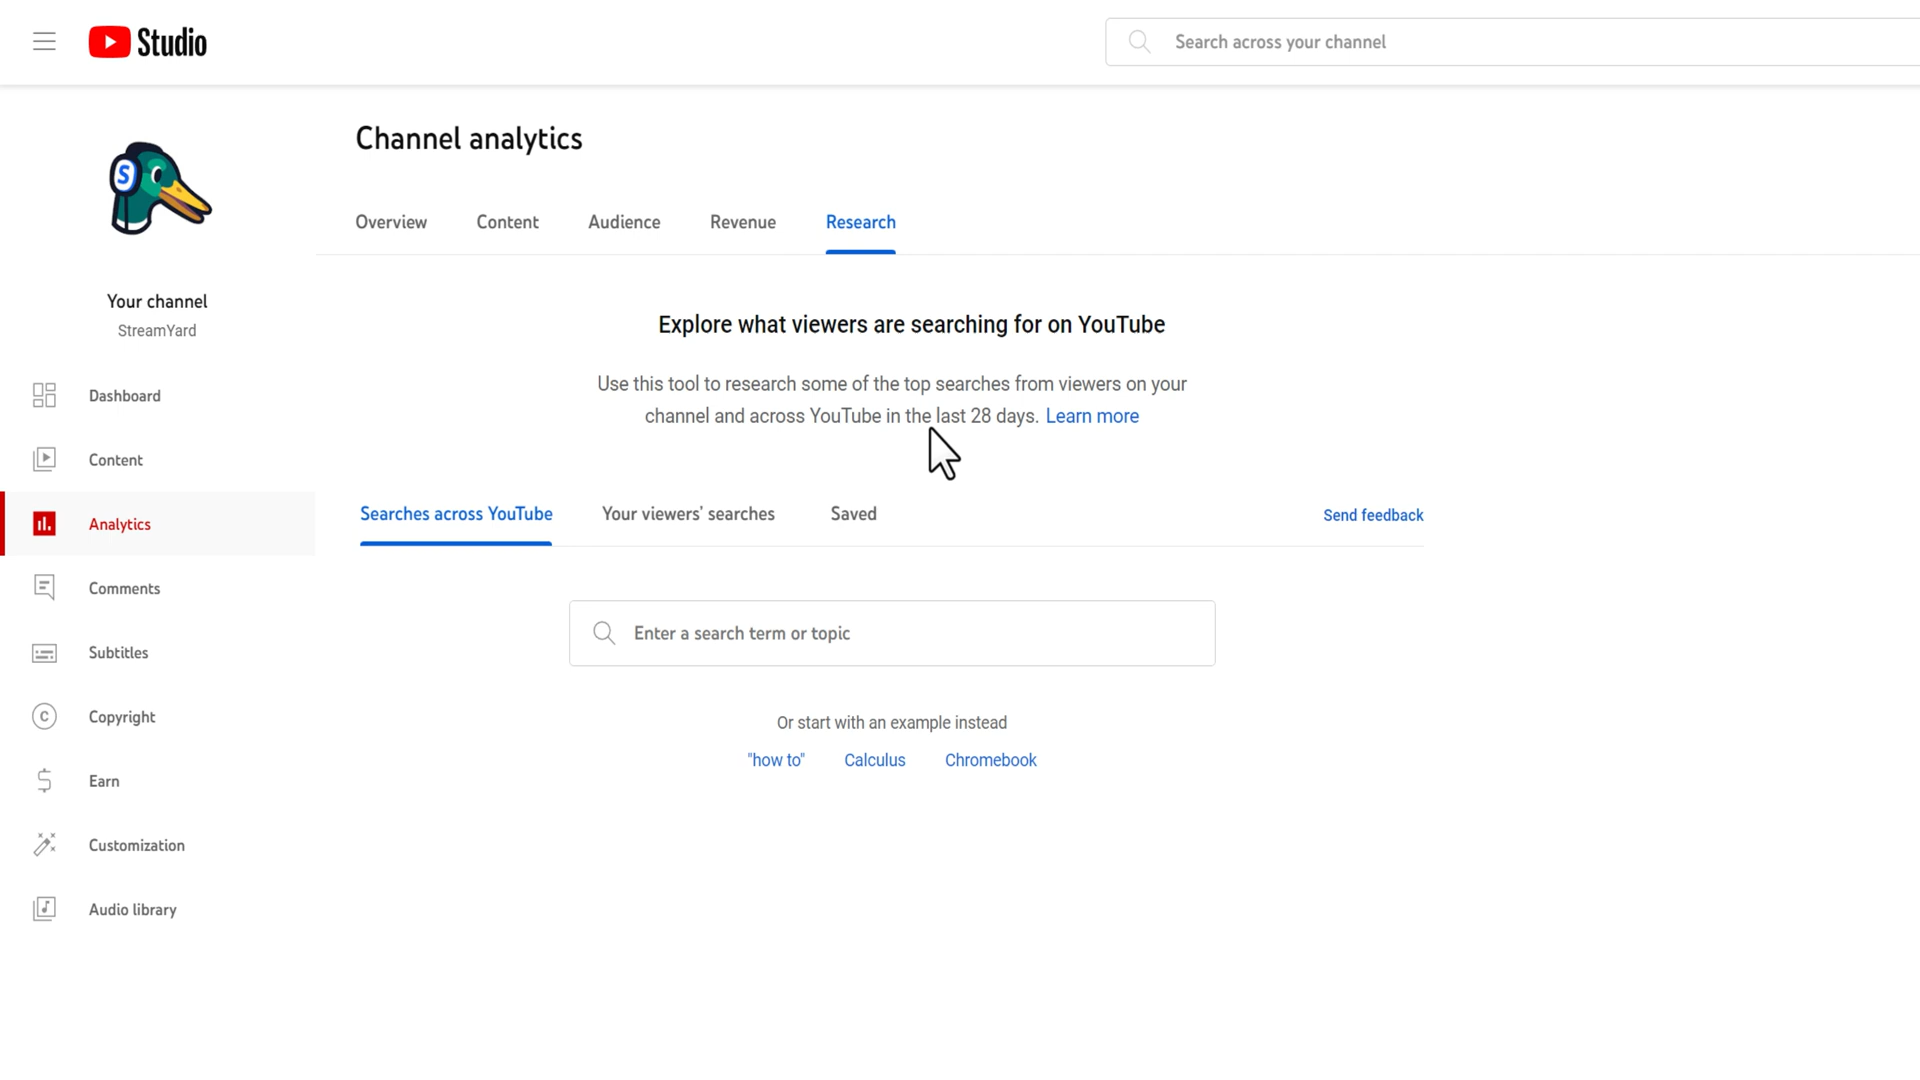 Studio
Search across your channel
Channel analytics
Overview
Content
Audience
Revenue
Research
S
Your channel
StreamYard
Dashboard
Content
Analytics
Comments
Subtitles
Copyright
Earn
Customization
Audio library
Explore what viewers are searching for on YouTube
Use this tool to research some of the top searches from viewers on your
channel and across YouTube in the last 28 days. Learn more
Searches across YouTube
Your viewers' searches
Saved
Send feedback
Enter a search term or topic
Or start with an example instead
"how to"
Calculus
Chromebook